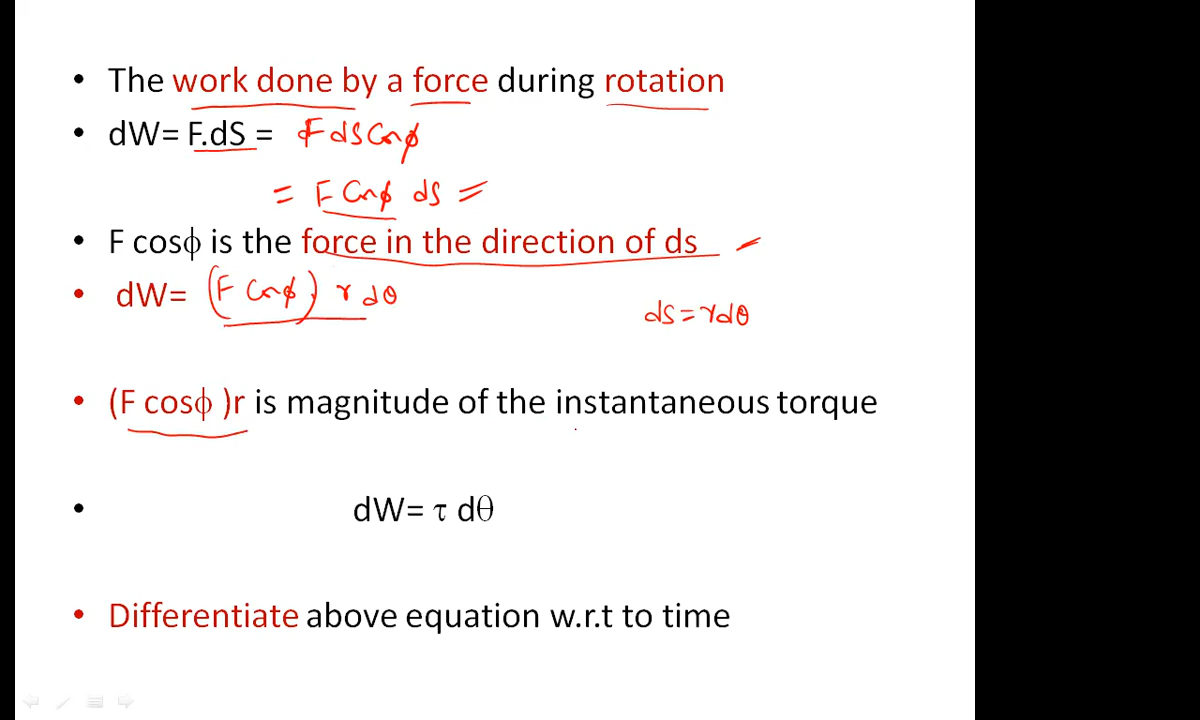 • The work done by a force during rotation
• dW= F.dS = F dS Cosϕ
= F Cosϕ dS =
• F cosϕ is the force in the direction of ds
• dW= (F Cosϕ) r dθ
dS = r dθ
• (F cosϕ )r is magnitude of the instantaneous torque
• dW= τ dθ
• Differentiate above equation w.r.t to time